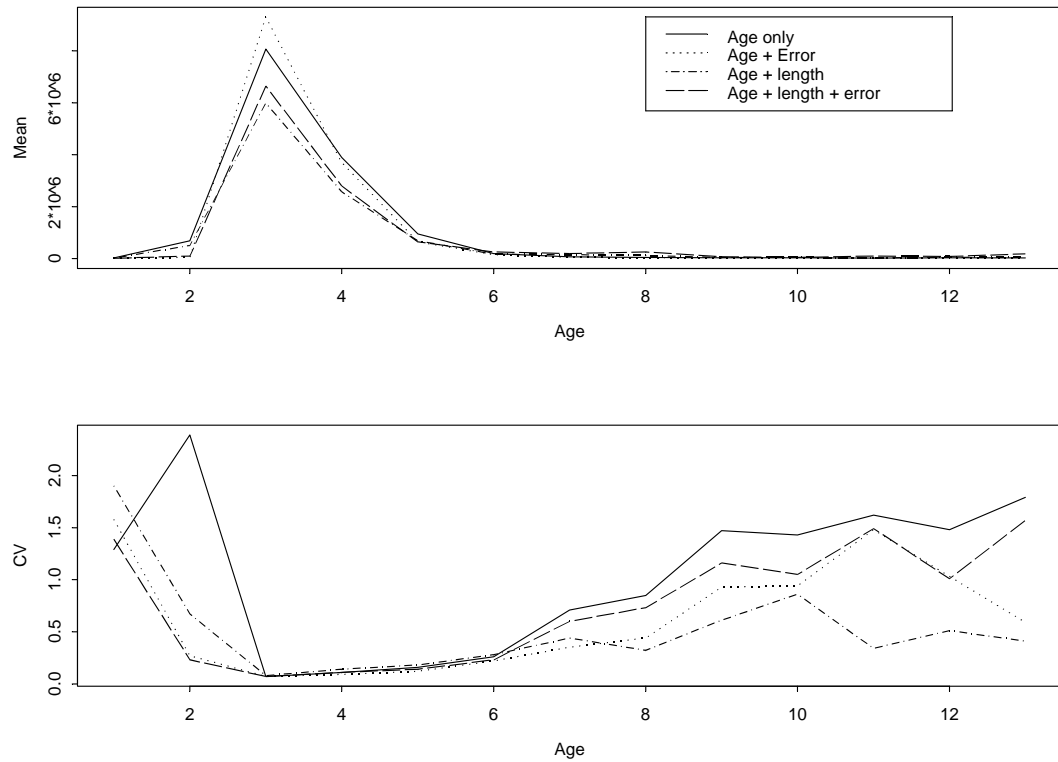 Age only
Age + Error
Age + length
Age + length + error
Mean
6*10^6
2*10^6
0
2 4 6 8 10 12
Age
CV
2.0
1.5
1.0
0.5
0.0
2 4 6 8 10 12
Age